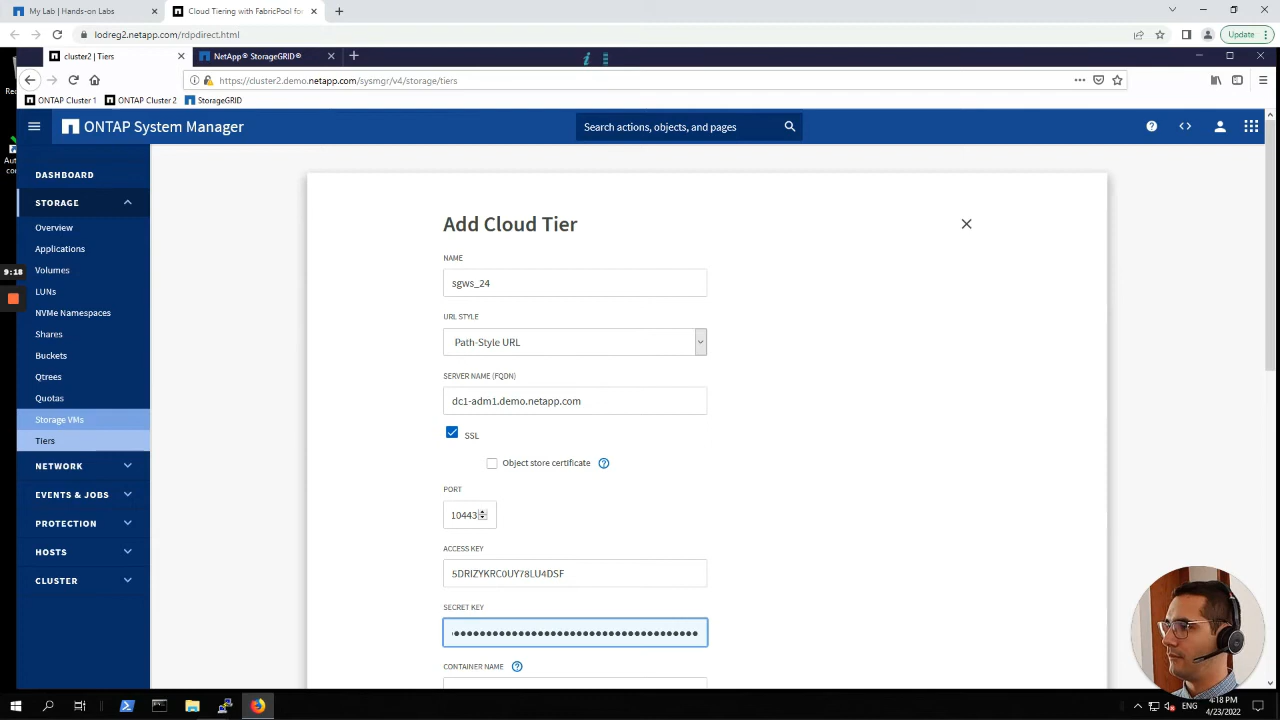 My Lab | Hands-on Labs
Cloud Tiering with FabricPool for
lodreg2.netapp.com/rdpdirect.html
Update
cluster2 | Tiers
NetApp® StorageGRID®
https://cluster2.demo.netapp.com/sysmgr/v4/storage/tiers
ONTAP Cluster 1
ONTAP Cluster 2
StorageGRID
ONTAP System Manager
Search actions, objects, and pages
DASHBOARD
STORAGE
Overview
Applications
Volumes
LUNs
NVMe Namespaces
Shares
Buckets
Qtrees
Quotas
Storage VMs
Tiers
NETWORK
EVENTS & JOBS
PROTECTION
HOSTS
CLUSTER
9:18
Add Cloud Tier
NAME
sgws_24
URL STYLE
Path-Style URL
SERVER NAME (FQDN)
dc1-adm1.demo.netapp.com
SSL
Object store certificate
PORT
10443
ACCESS KEY
5DRIZYKRC0UY78LU4DSF
SECRET KEY
CONTAINER NAME
ENG
4:18 PM
4/23/2022